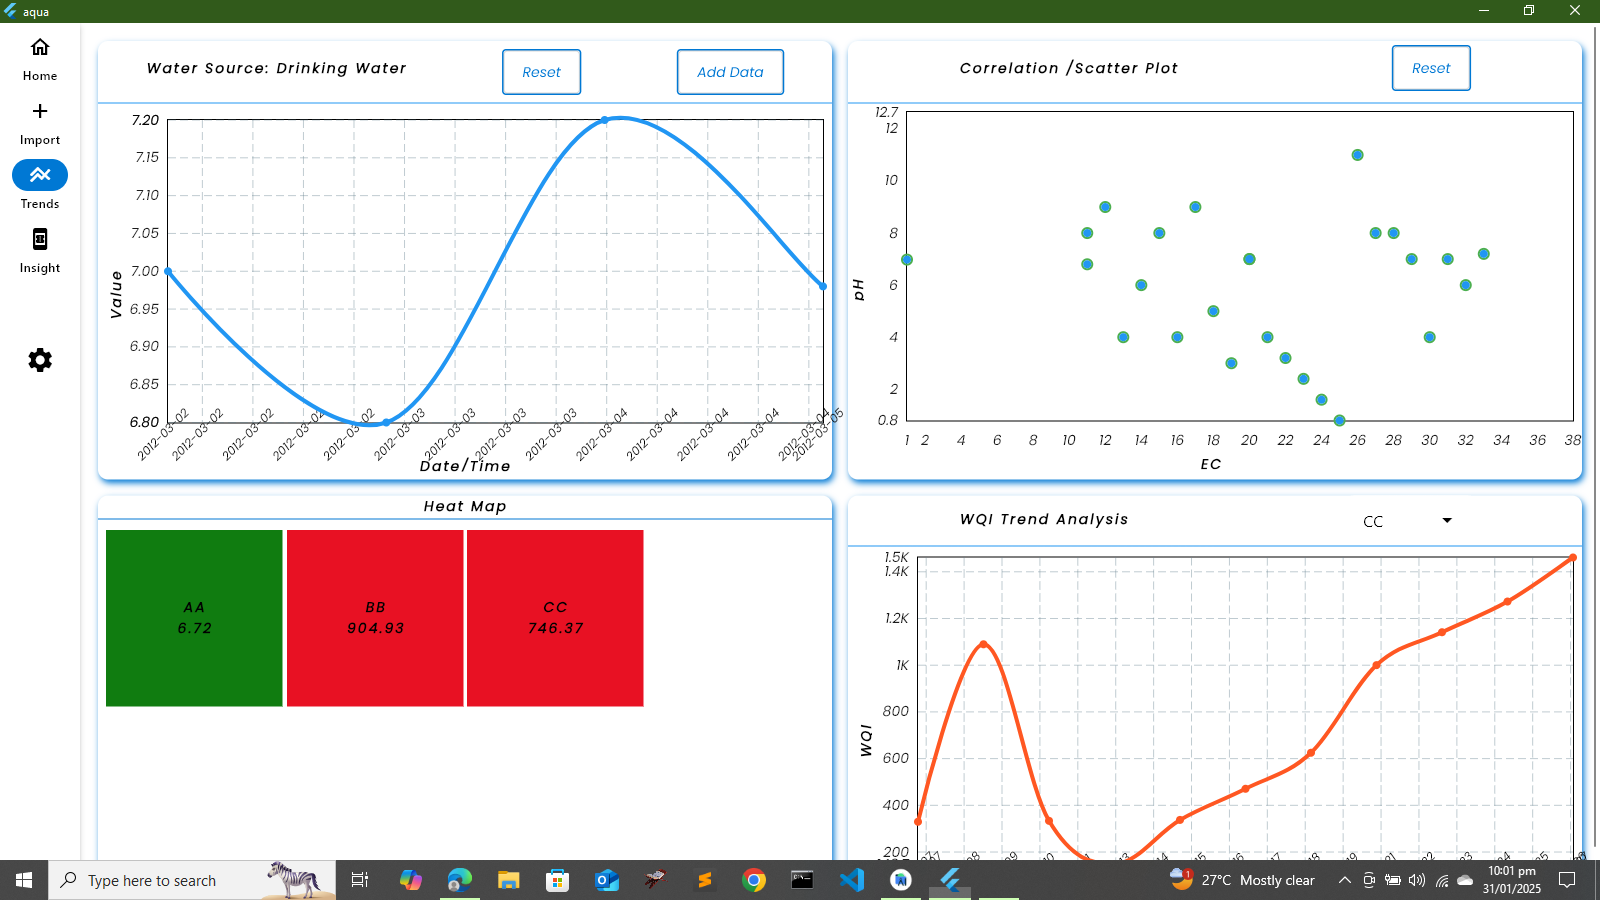 aqua
Home
Import
Trends
Insight
Water Source: Drinking Water
Reset
Add Data
7.20
7.15
7.10
7.05
7.00
6.95
6.90
6.85
6.80
Value
2012-03-02 2012-03-02 2012-03-02 2012-03-02 2012-03-02 2012-03-03 2012-03-03 2012-03-03 2012-03-03 2012-03-04 2012-03-04 2012-03-04 2012-03-04 2012-03-04 2012-03-05
Date/Time
Correlation /Scatter Plot
Reset
12.7
12
10
8
6
4
2
0.8
pH
1 2 4 6 8 10 12 14 16 18 20 22 24 26 28 30 32 34 36 38
EC
Heat Map
AA
6.72
BB
904.93
CC
746.37
WQI Trend Analysis
CC
1.5K
1.4K
1.2K
1K
800
600
400
200
WQI
Type here to search
1
27°C Mostly clear
10:01 pm
31/01/2025